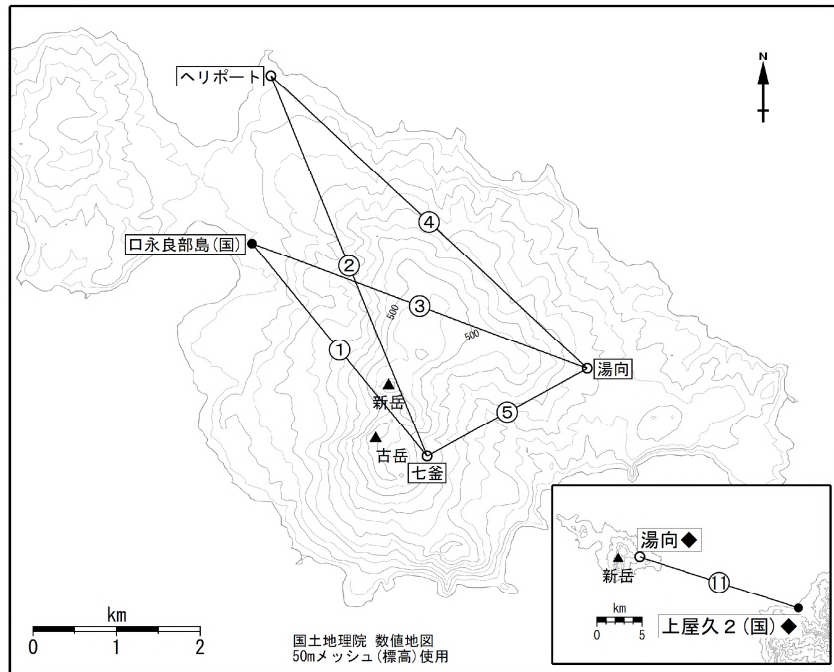 N
ヘリポート
④
口永良部島(国)
②
③
500
500
①
湯向
新岳
⑤
古岳
七釜
湯向◆
新岳
⑪
km
0 5
上屋久2(国)◆
km
0 1 2
国土地理院 数値地図
50mメッシュ(標高)使用